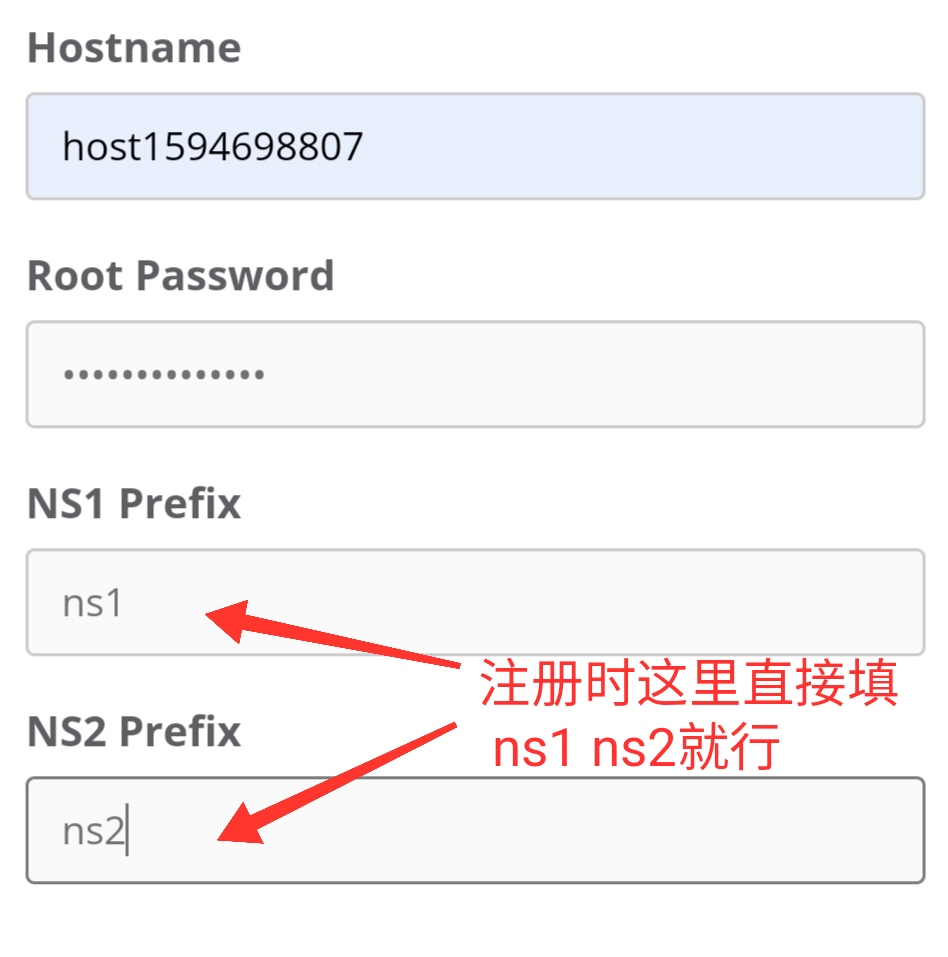 Hostname
host1594698807
Root Password
••••••••••••••
NS1 Prefix
ns1
注册时这里直接填
ns1 ns2就行
NS2 Prefix
ns2